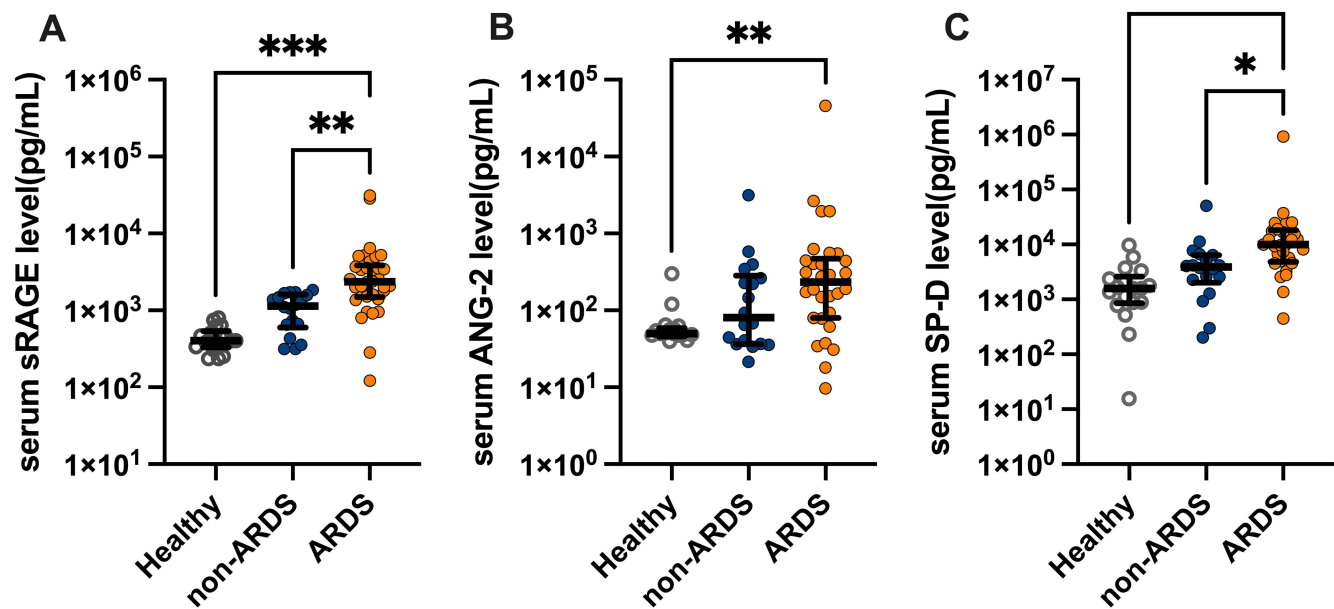 A
***
**
serum sRAGE level(pg/mL)
1×10⁶
1×10⁵
1×10⁴
1×10³
1×10²
1×10¹
Healthy
non-ARDS
ARDS
B
**
serum ANG-2 level(pg/mL)
1×10⁵
1×10⁴
1×10³
1×10²
1×10¹
1×10⁰
Healthy
non-ARDS
ARDS
C
*
serum SP-D level(pg/mL)
1×10⁷
1×10⁶
1×10⁵
1×10⁴
1×10³
1×10²
1×10¹
1×10⁰
Healthy
non-ARDS
ARDS